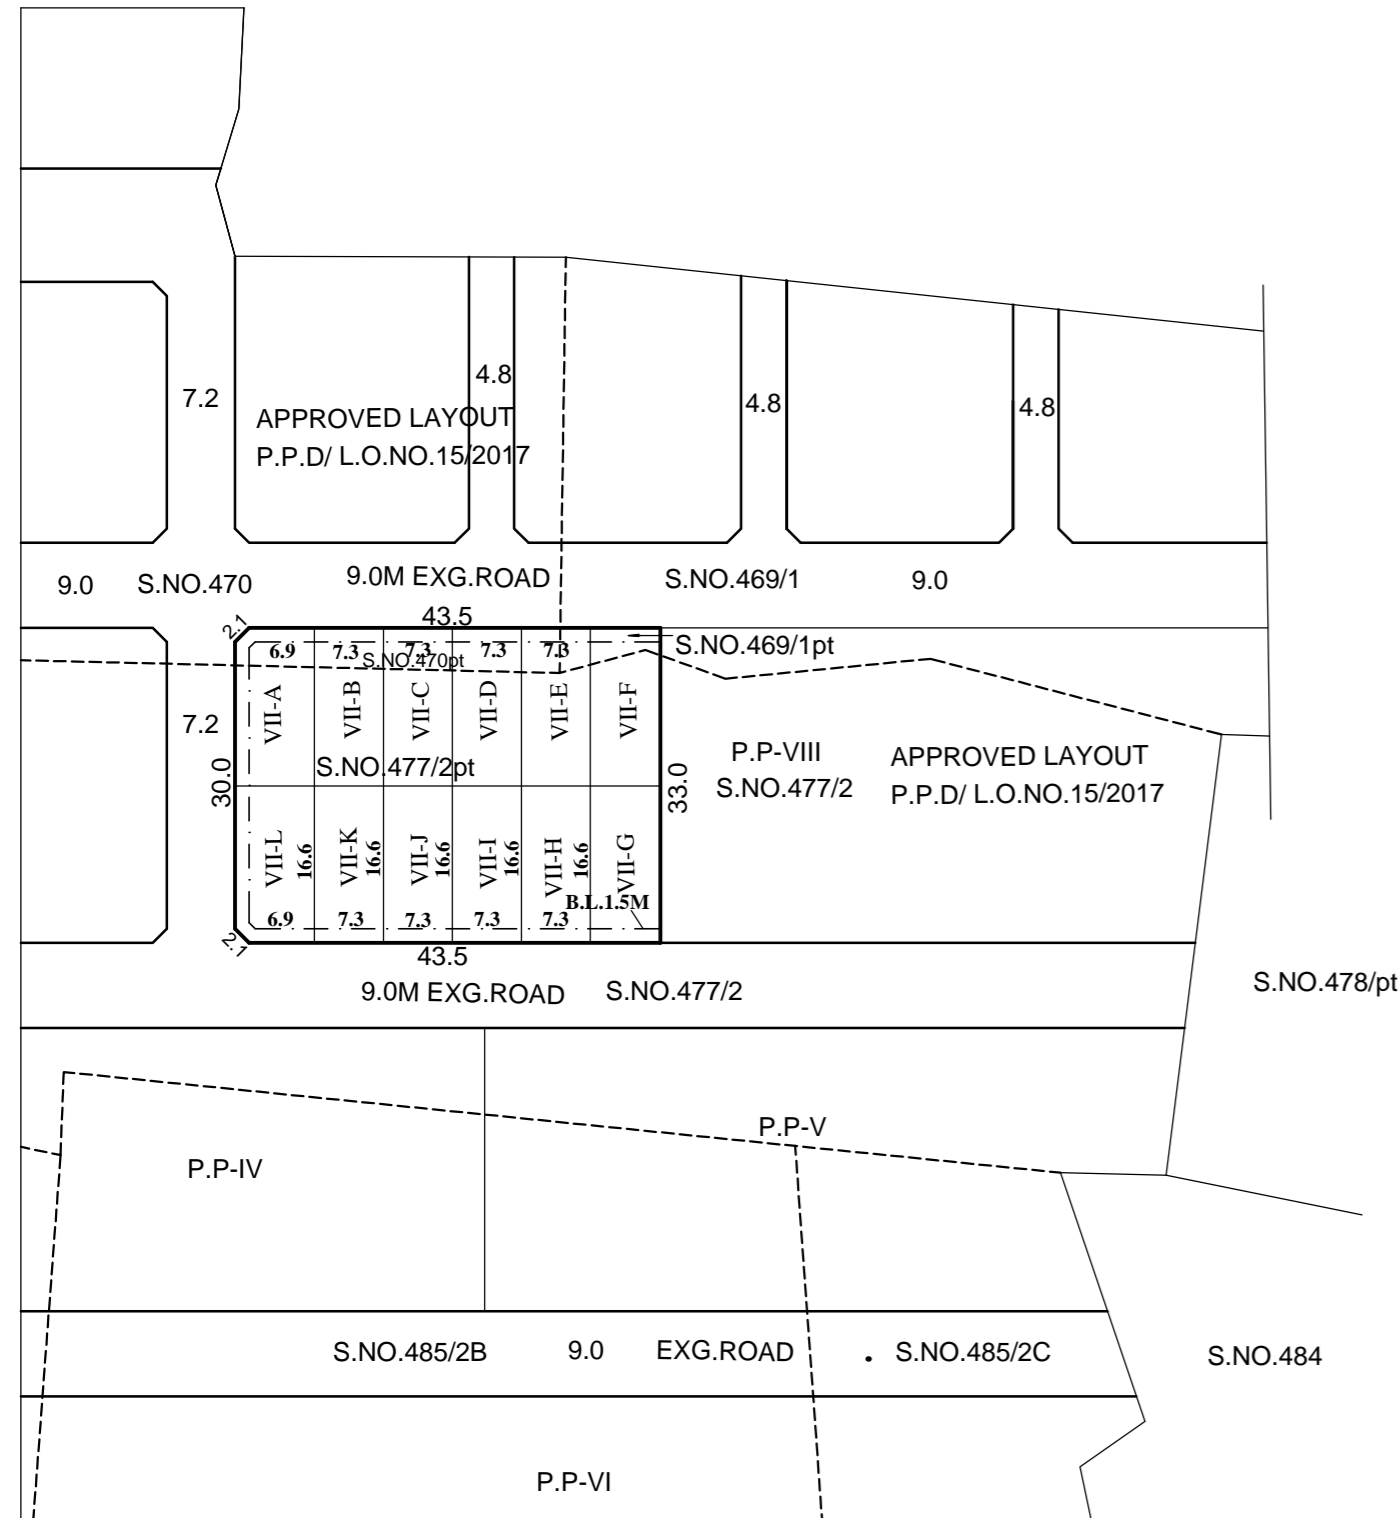 4.8
7.2
4.8
4.8
APPROVED LAYOUT
P.P.D/ L.O.NO.15/2017
9.0
S.NO.470
9.0M EXG.ROAD
S.NO.469/1
9.0
43.5
2.1
6.9
7.3
7.3
7.3
7.3
S.NO.469/1pt
S.NO.470pt
VII-A
VII-B
VII-C
VII-D
VII-E
VII-F
7.2
P.P-VIII
S.NO.477/2
APPROVED LAYOUT
P.P.D/ L.O.NO.15/2017
S.NO.477/2pt
30.0
33.0
VII-L
16.6
VII-K
16.6
VII-J
16.6
VII-I
16.6
VII-H
16.6
VII-G
B.L.1.5M
6.9
7.3
7.3
7.3
7.3
2.1
43.5
9.0M EXG.ROAD
S.NO.477/2
S.NO.478/pt
P.P-V
P.P-IV
S.NO.485/2B
9.0
EXG.ROAD
S.NO.485/2C
S.NO.484
P.P-VI